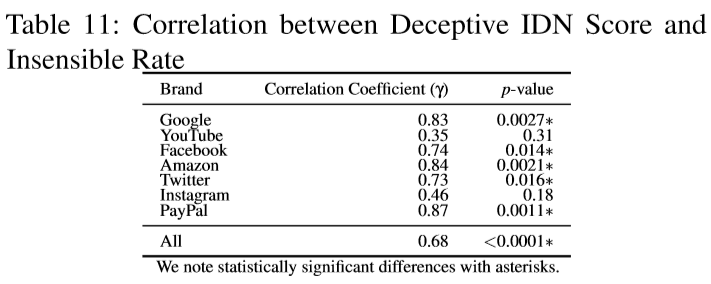 Table 11: Correlation between Deceptive IDN Score and
Insensible Rate
Brand Correlation Coefficient (γ) p-value
Google 0.83 0.0027*
YouTube 0.35 0.31
Facebook 0.74 0.014*
Amazon 0.84 0.0021*
Twitter 0.73 0.016*
Instagram 0.46 0.18
PayPal 0.87 0.0011*
All 0.68 <0.0001*
We note statistically significant differences with asterisks.